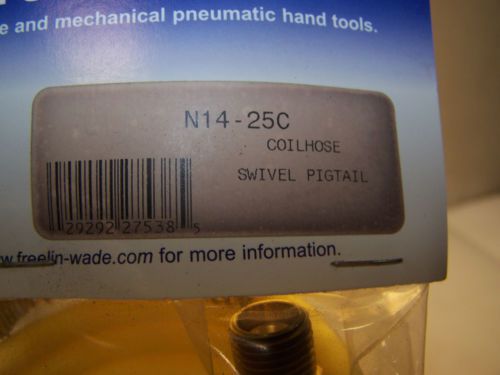 e and mechanical pneumatic hand tools.
N14-25C
COILHOSE
SWIVEL PIGTAIL
29292 27538 5
w.freelin-wade.com for more information.